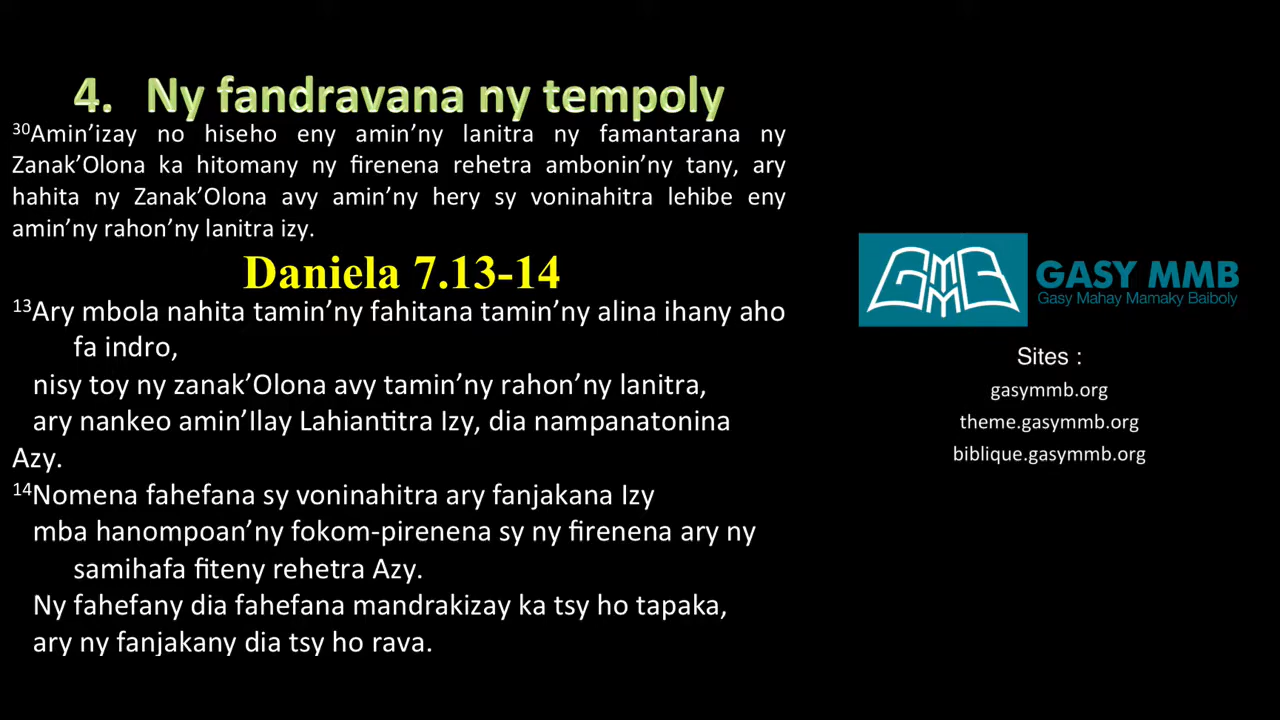 4. Ny fandravana ny tempoly
30Amin’izay no hiseho eny amin’ny lanitra ny famantarana ny
Zanak’Olona ka hitomany ny firenena rehetra ambonin’ny tany, ary
hahita ny Zanak’Olona avy amin’ny hery sy voninahitra lehibe eny
amin’ny rahon’ny lanitra izy.
Daniela 7.13-14
13Ary mbola nahita tamin’ny fahitana tamin’ny alina ihany aho
fa indro,
nisy toy ny zanak’Olona avy tamin’ny rahon’ny lanitra,
ary nankeo amin’Ilay Lahiantitra Izy, dia nampanatonina
Azy.
14Nomena fahefana sy voninahitra ary fanjakana Izy
mba hanompoan’ny fokom-pirenena sy ny firenena ary ny
samihafa fiteny rehetra Azy.
Ny fahefany dia fahefana mandrakizay ka tsy ho tapaka,
ary ny fanjakany dia tsy ho rava.
GMMB
GASY MMB
Gasy Mahay Mamaky Baiboly
Sites :
gasymmb.org
theme.gasymmb.org
biblique.gasymmb.org